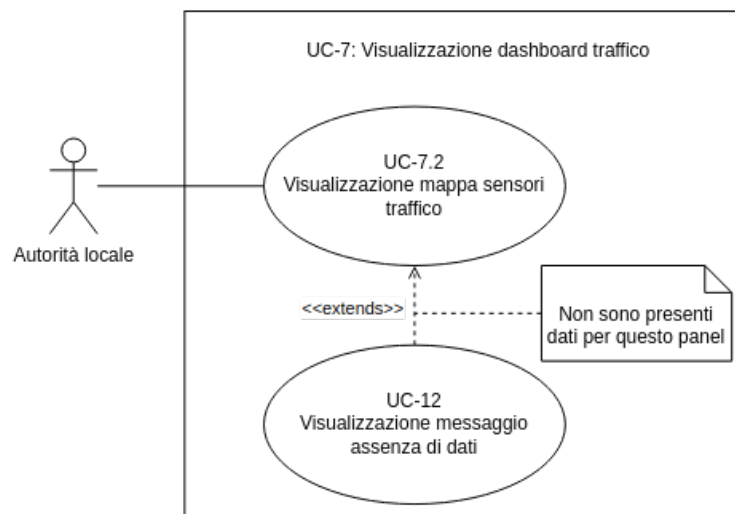 UC-7: Visualizzazione dashboard traffico
UC-7.2
Visualizzazione mappa sensori
traffico
Autorità locale
<<extends>>
Non sono presenti
dati per questo panel
UC-12
Visualizzazione messaggio
assenza di dati